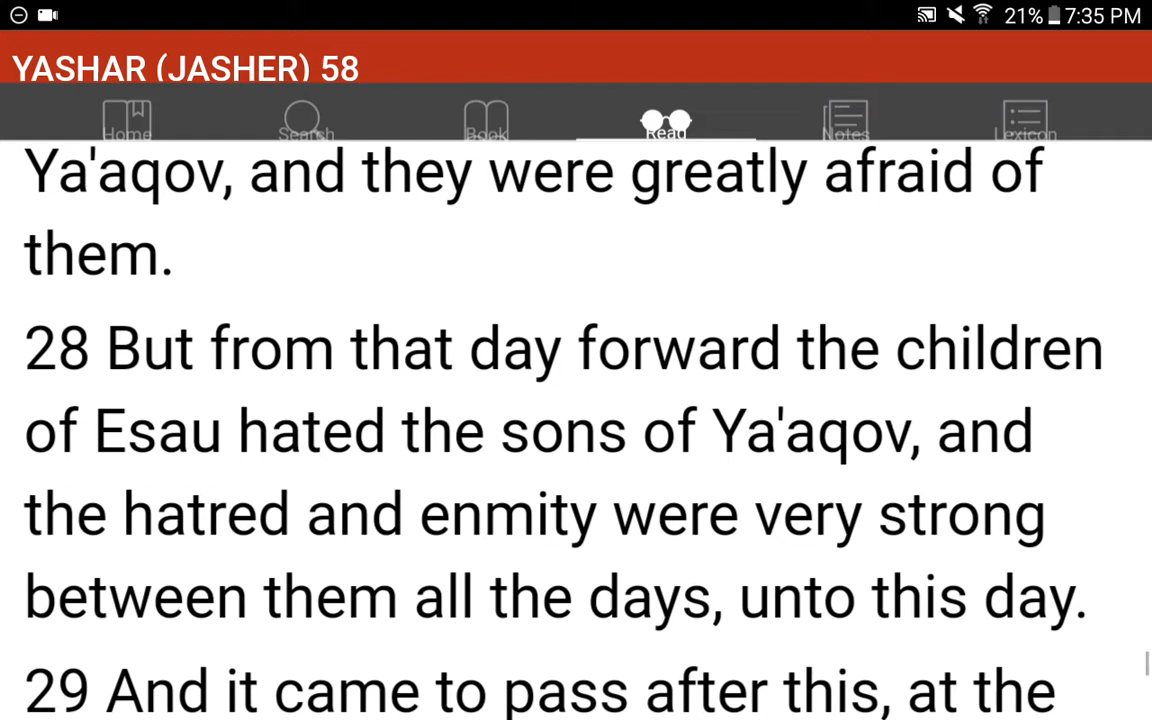 21% 7:35 PM
YASHAR (JASHER) 58
Home Search Book Read Notes Lexicon
Ya'aqov, and they were greatly afraid of
them.
28 But from that day forward the children
of Esau hated the sons of Ya'aqov, and
the hatred and enmity were very strong
between them all the days, unto this day.
29 And it came to pass after this, at the